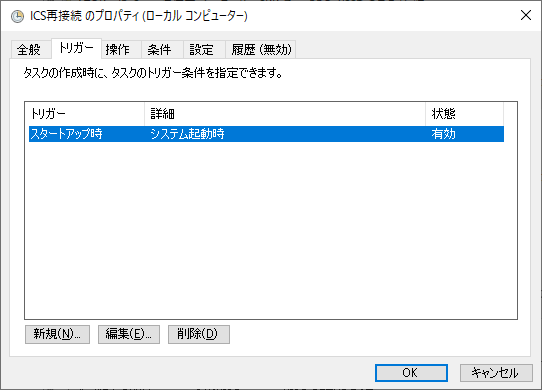 ICS再接続 のプロパティ (ローカル コンピューター)
全般 トリガー 操作 条件 設定 履歴 (無効)
タスクの作成時に、タスクのトリガー条件を指定できます。
トリガー 詳細 状態
スタートアップ時 システム起動時 有効
新規(N)... 編集(E)... 削除(D)
OK キャンセル